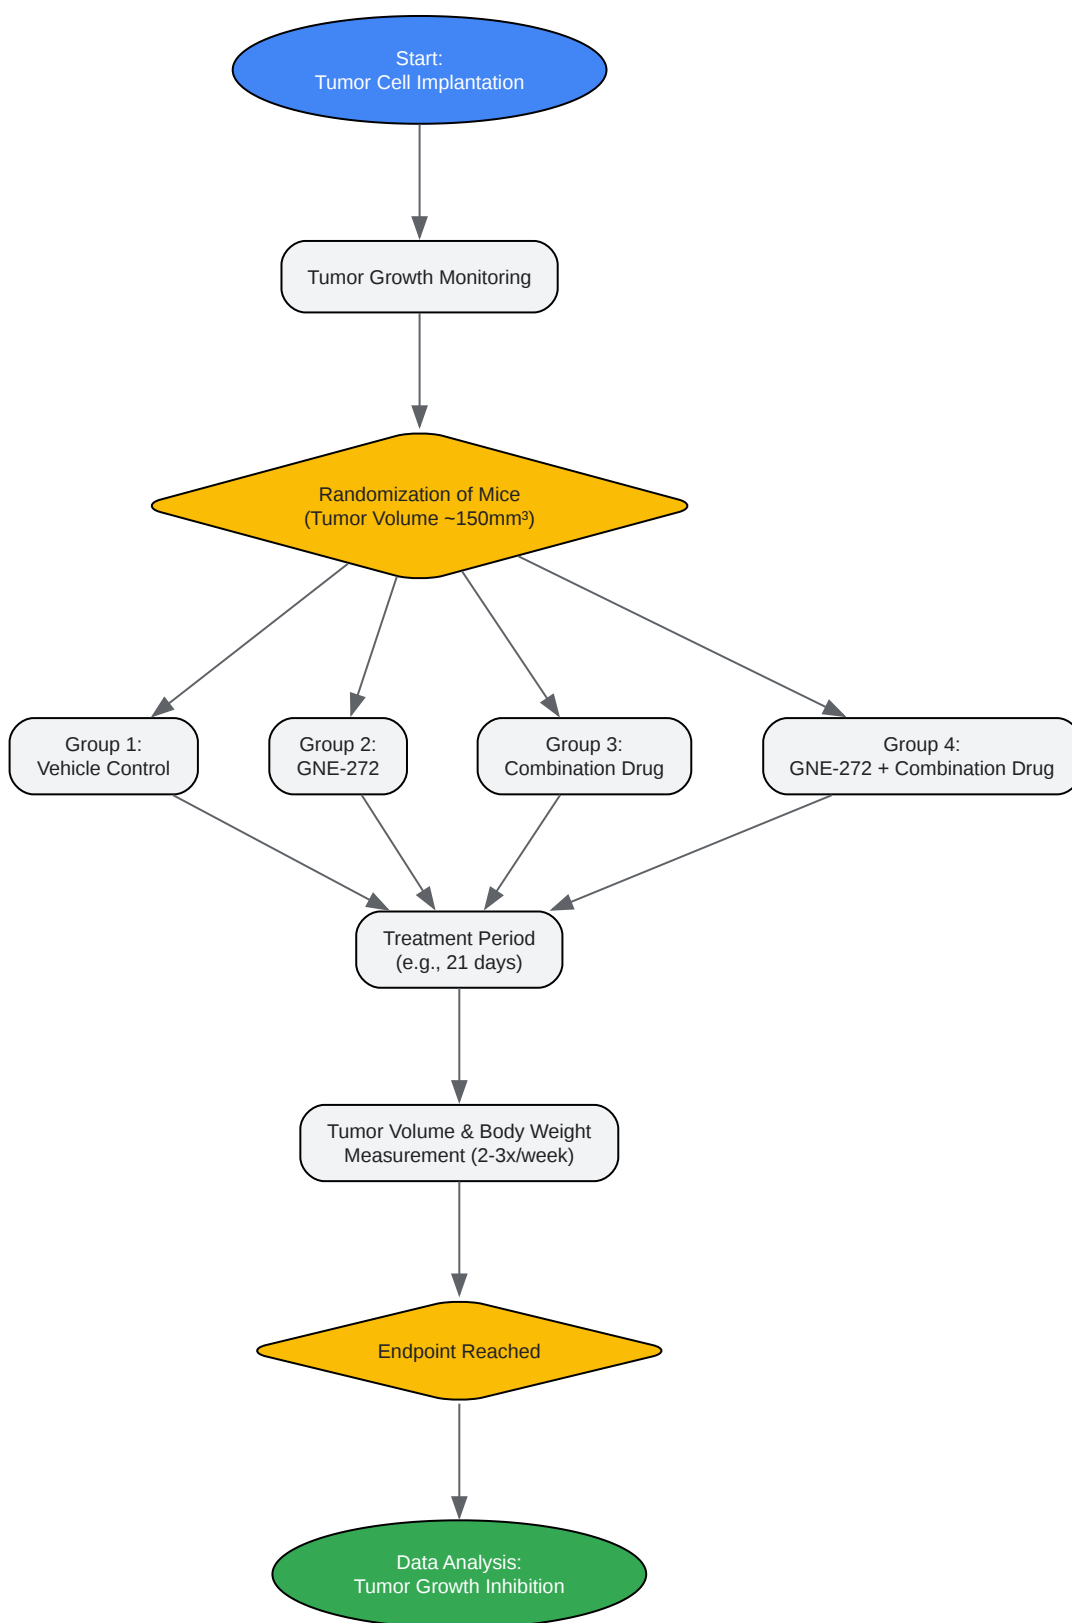 Start:
Tumor Cell Implantation
Tumor Growth Monitoring
Randomization of Mice
(Tumor Volume ~150mm³)
Group 1:
Vehicle Control
Group 2:
GNE-272
Group 3:
Combination Drug
Group 4:
GNE-272 + Combination Drug
Treatment Period
(e.g., 21 days)
Tumor Volume & Body Weight
Measurement (2-3x/week)
Endpoint Reached
Data Analysis:
Tumor Growth Inhibition